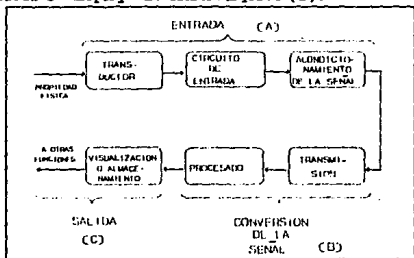 ENTRADA (A)
TRANS-
DUCTOR
CIRCUITO
DE
ENTRADA
ACONDICIO-
NAMIENTO
DE LA SEÑAL
PROPIEDAD
FISICA
A OTRAS
FUNCIONES
VISUALIZACION
O ALMACE-
NAMIENTO
PROCESADO
TRANSMI-
SION
SALIDA
(C)
CONVERSION
DE LA
SEÑAL (B)